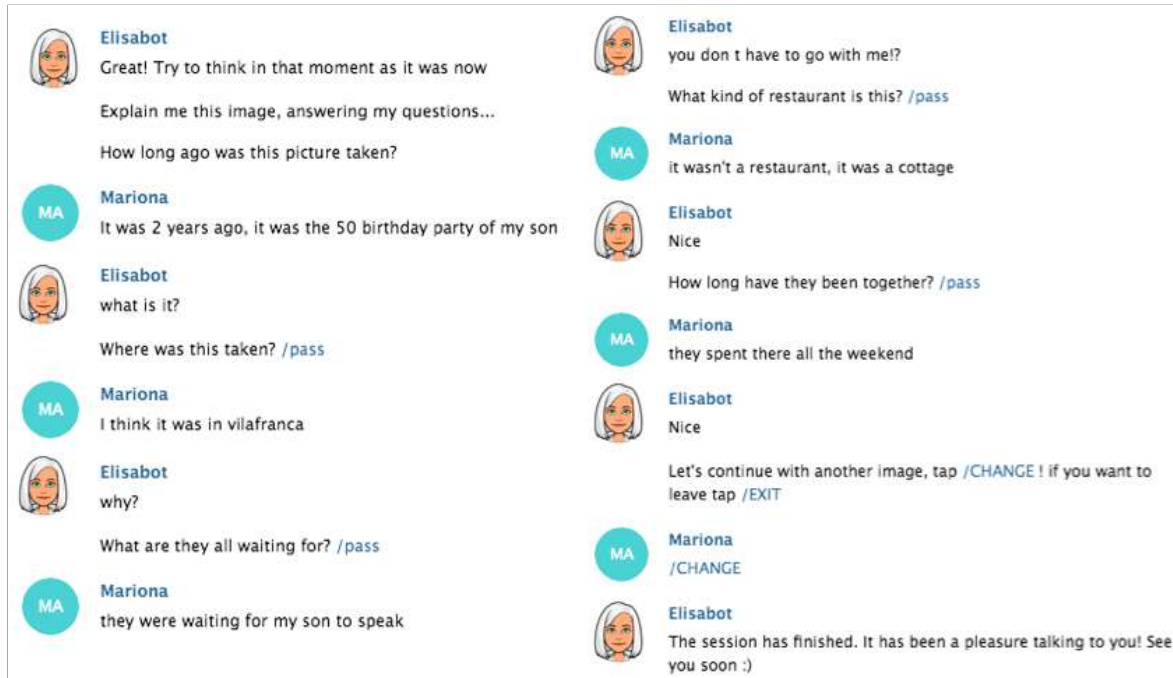 Elisabot
Great! Try to think in that moment as it was now
Explain me this image, answering my questions...
How long ago was this picture taken?
MA
Mariona
It was 2 years ago, it was the 50 birthday party of my son
Elisabot
what is it?
Where was this taken? /pass
MA
Mariona
I think it was in vilafranca
Elisabot
why?
What are they all waiting for? /pass
MA
Mariona
they were waiting for my son to speak
Elisabot
you don t have to go with me!?
What kind of restaurant is this? /pass
MA
Mariona
it wasn't a restaurant, it was a cottage
Elisabot
Nice
How long have they been together? /pass
MA
Mariona
they spent there all the weekend
Elisabot
Nice
Let's continue with another image, tap /CHANGE ! if you want to
leave tap /EXIT
MA
Mariona
/CHANGE
Elisabot
The session has finished. It has been a pleasure talking to you! See
you soon :)